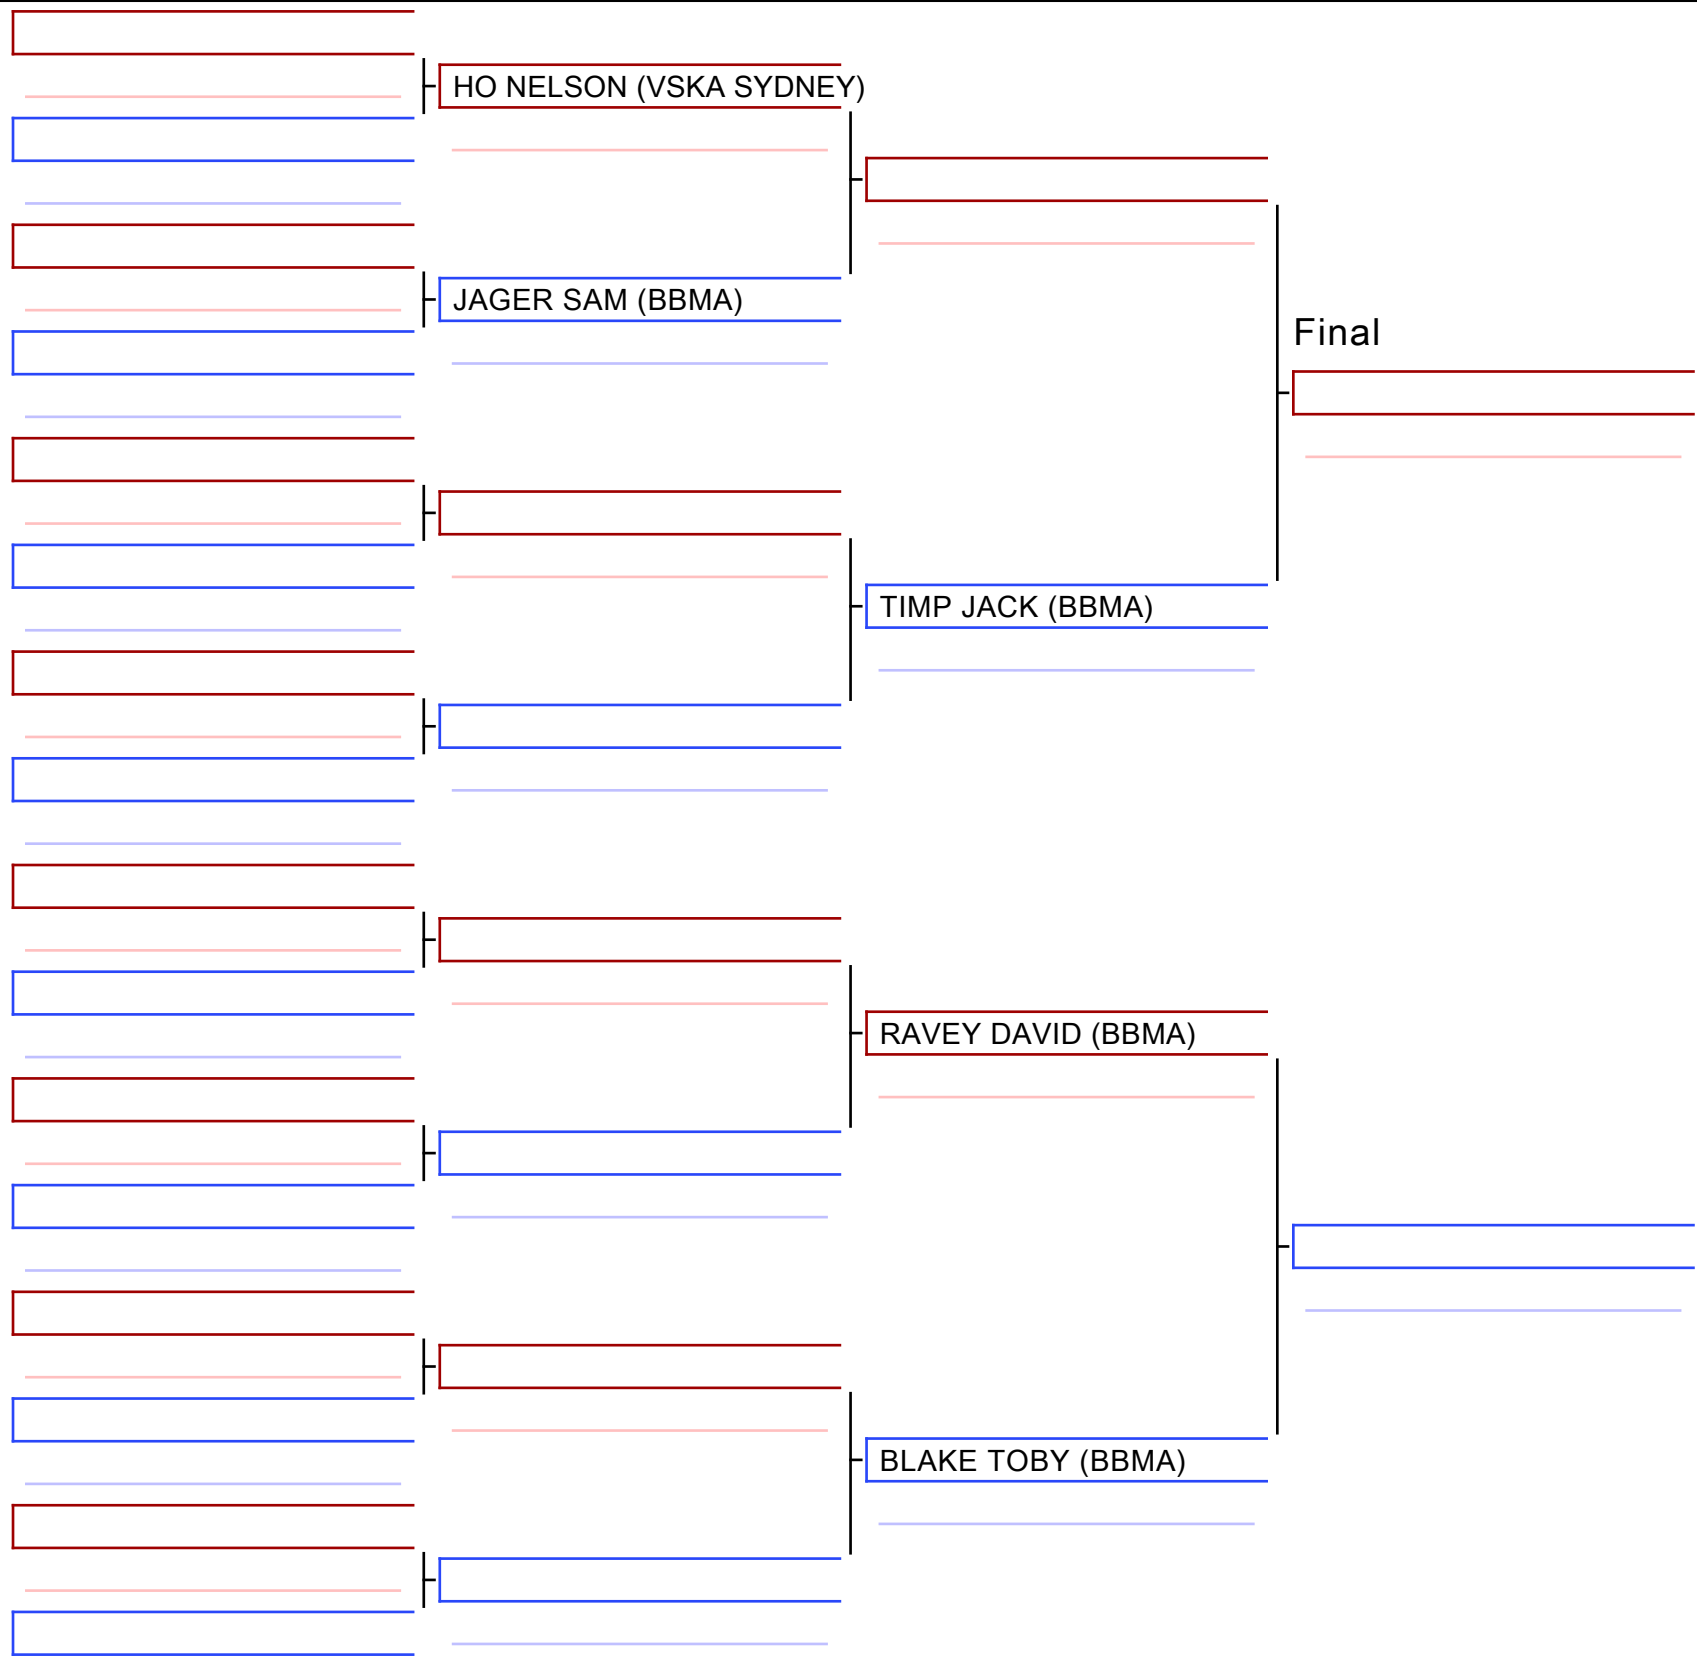 HO NELSON (VSKA SYDNEY)
JAGER SAM (BBMA)
Final
TIMP JACK (BBMA)
RAVEY DAVID (BBMA)
BLAKE TOBY (BBMA)